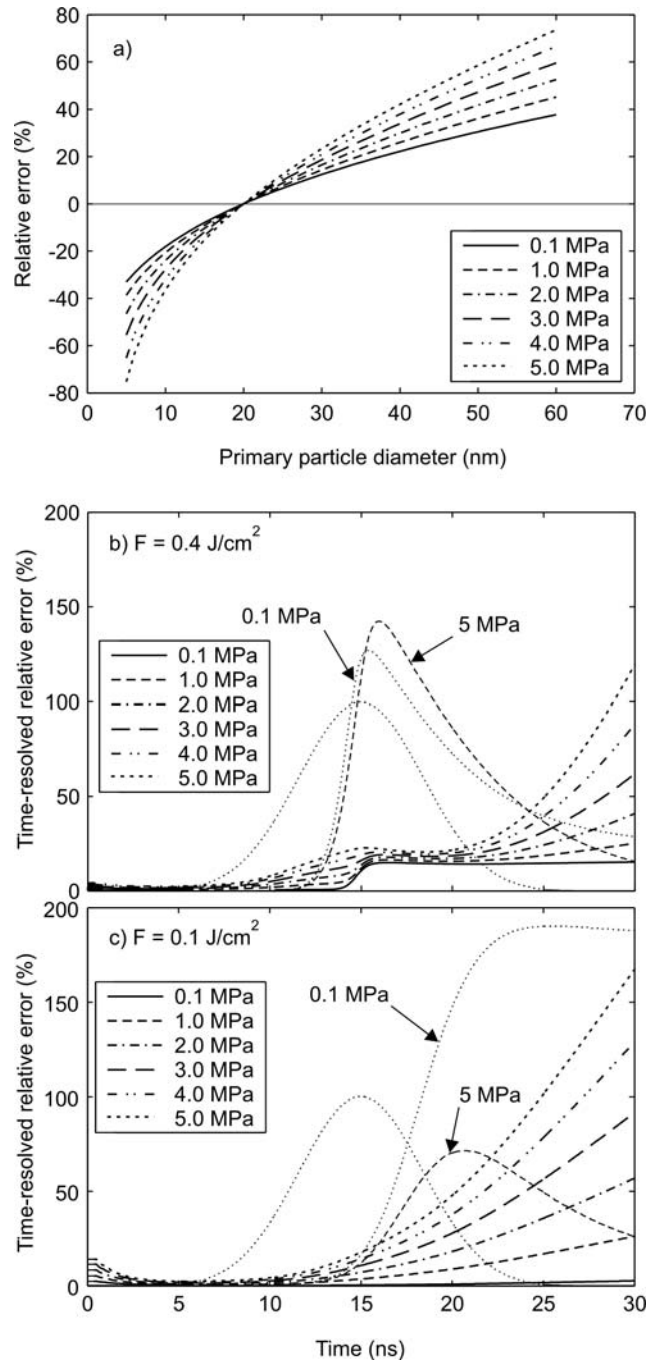 80
60
40
20
0
-20
-40
-60
-80
Relative error (%)
a)
0.1 MPa
1.0 MPa
2.0 MPa
3.0 MPa
4.0 MPa
5.0 MPa
0 10 20 30 40 50 60 70
Primary particle diameter (nm)
200
150
100
50
0
Time-resolved relative error (%)
b) F = 0.4 J/cm²
0.1 MPa
5 MPa
0.1 MPa
1.0 MPa
2.0 MPa
3.0 MPa
4.0 MPa
5.0 MPa
200
150
100
50
0
Time-resolved relative error (%)
c) F = 0.1 J/cm²
0.1 MPa
1.0 MPa
2.0 MPa
3.0 MPa
4.0 MPa
5.0 MPa
0.1 MPa
5 MPa
0 5 10 15 20 25 30
Time (ns)